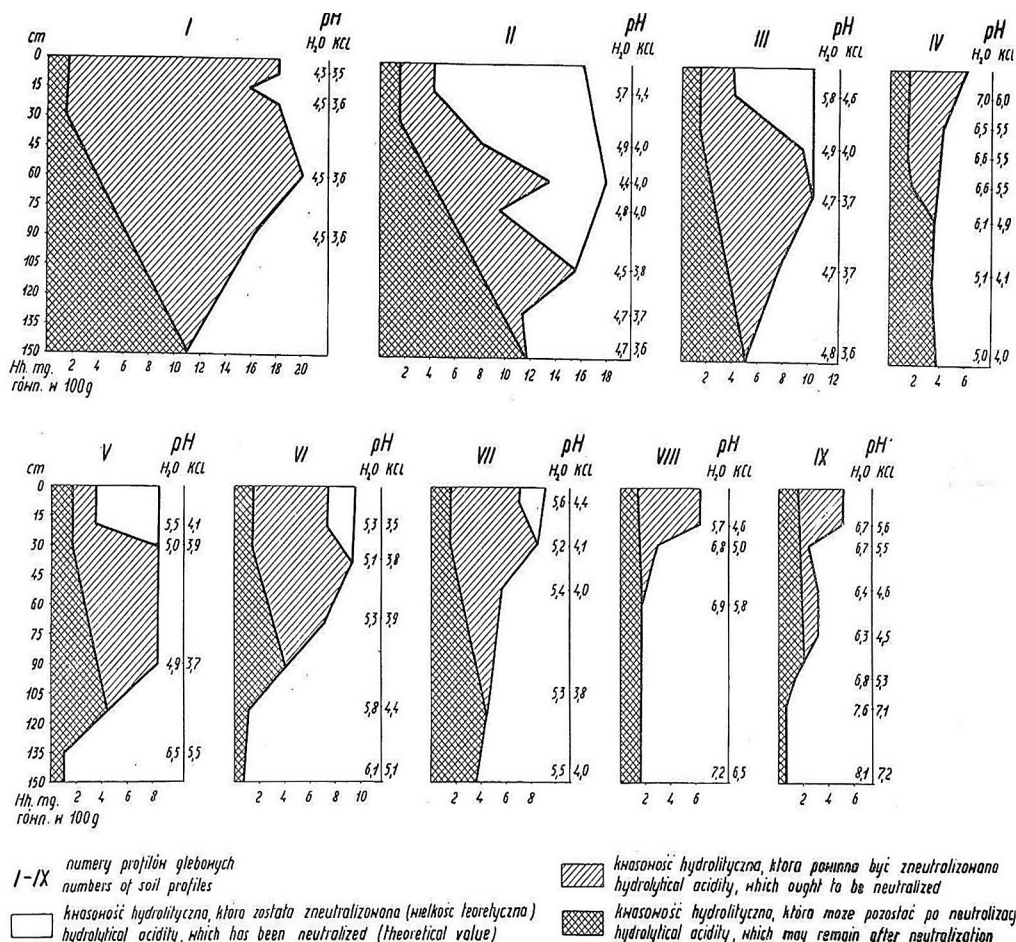 I pH II pH III pH IV pH
cm H₂O KCl H₂O KCl H₂O KCl H₂O KCl
0
15 4,3 3,5 5,7 4,4 5,8 4,6 7,0 6,0
30 4,5 3,6 6,5 5,5
45 4,9 4,0 4,9 4,0 6,6 5,5
60 4,5 3,6 4,4 4,0 4,7 3,7 6,6 5,5
75 4,8 4,0 6,1 4,9
90 4,5 3,6
105 4,5 3,8 4,7 3,7 5,1 4,1
120
135 4,7 3,7
150 4,7 3,6 4,8 3,6 5,0 4,0
Hh. mg. 2 4 6 8 10 11 12 14 16 18 20 2 4 6 8 10 12 14 16 18 2 4 6 8 10 12 2 4 6
równ. w 100g
V pH VI pH VII pH VIII pH IX pH
cm H₂O KCl H₂O KCl H₂O KCl H₂O KCl H₂O KCl
0
15 5,5 4,1 5,3 3,5 5,6 4,4 5,7 4,6 6,7 5,6
30 5,0 3,9 5,1 3,8 5,2 4,1 6,8 5,0 6,7 5,5
45 5,4 4,0 6,4 4,6
60 5,3 3,9 6,9 5,8
75 6,3 4,5
90 4,9 3,7 6,8 5,3
105 5,8 4,4 5,3 3,8 7,6 7,1
120
135 6,5 5,5
150 6,1 5,1 5,5 4,0 7,2 6,5 8,1 7,2
Hh. mg. 2 4 6 8 2 4 6 8 10 2 4 6 8 2 4 6 2 4 6
równ. w 100g
I-IX numery profilów glebowych
numbers of soil profiles
kwasowość hydrolityczna, która została zneutralizowana (wielkość teoretyczna)
hydrolytical acidity, which has been neutralized (theoretical value)
kwasowość hydrolityczna, która powinna być zneutralizowana
hydrolytical acidity, which ought to be neutralized
kwasowość hydrolityczna, która może pozostać po neutralizac
hydrolytical acidity, which may remain after neutralization